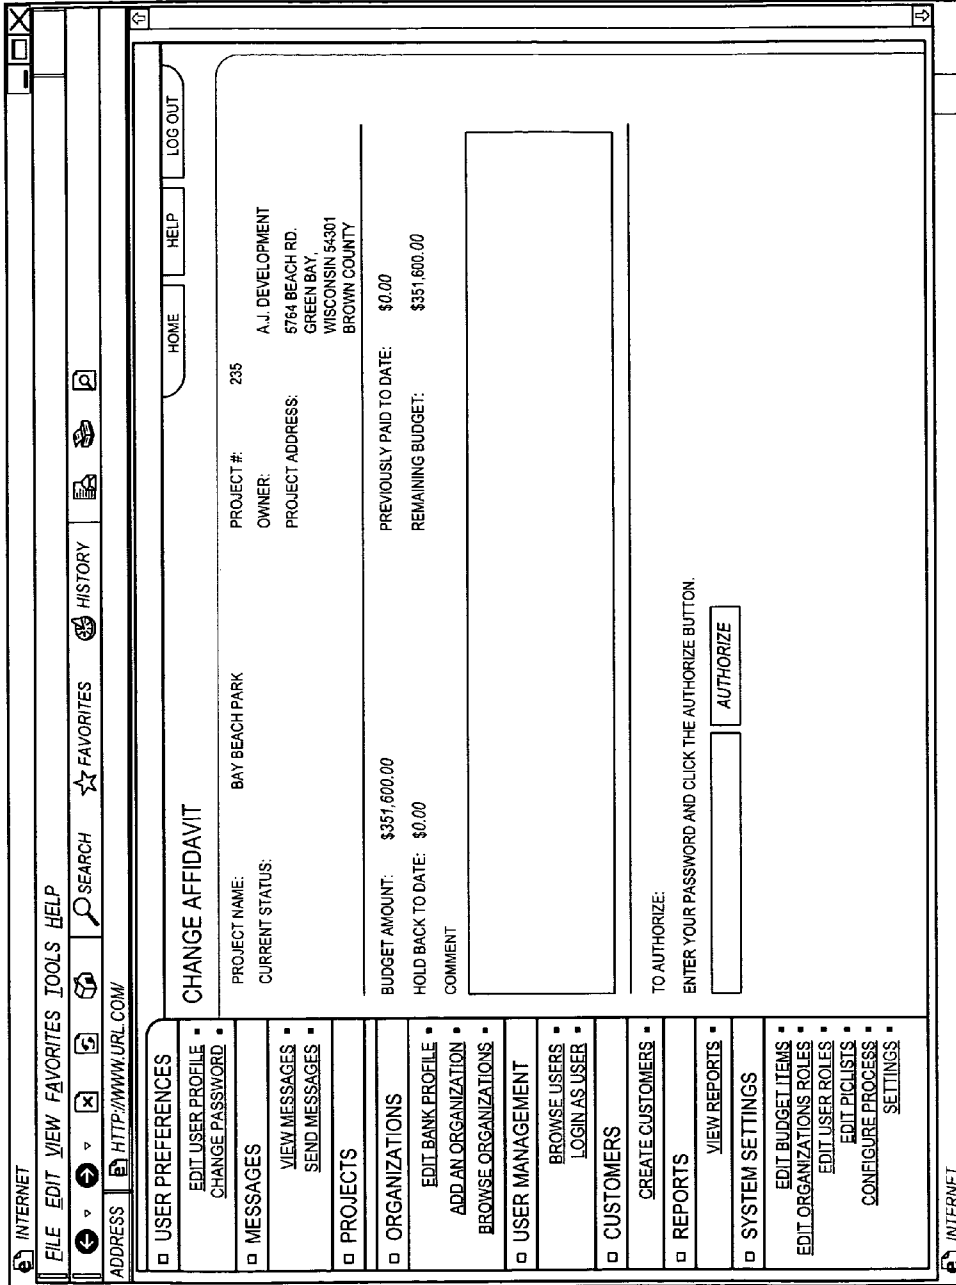 INTERNET
FILE EDIT VIEW FAVORITES TOOLS HELP
SEARCH FAVORITES HISTORY
ADDRESS HTTP://WWW.URL.COM/
HOME HELP LOG OUT
USER PREFERENCES
EDIT USER PROFILE
CHANGE PASSWORD
MESSAGES
VIEW MESSAGES
SEND MESSAGES
PROJECTS
ORGANIZATIONS
EDIT BANK PROFILE
ADD AN ORGANIZATION
BROWSE ORGANIZATIONS
USER MANAGEMENT
BROWSE USERS
LOGIN AS USER
CUSTOMERS
CREATE CUSTOMERS
REPORTS
VIEW REPORTS
SYSTEM SETTINGS
EDIT BUDGET ITEMS
EDIT ORGANIZATIONS ROLES
EDIT USER ROLES
EDIT PICLISTS
CONFIGURE PROCESS
SETTINGS
CHANGE AFFIDAVIT
PROJECT NAME: BAY BEACH PARK PROJECT #: 235
CURRENT STATUS: OWNER: A.J. DEVELOPMENT
PROJECT ADDRESS: 5764 BEACH RD.
GREEN BAY,
WISCONSIN 54301
BROWN COUNTY
BUDGET AMOUNT: $351,600.00 PREVIOUSLY PAID TO DATE: $0.00
HOLD BACK TO DATE: $0.00 REMAINING BUDGET: $351,600.00
COMMENT
TO AUTHORIZE:
ENTER YOUR PASSWORD AND CLICK THE AUTHORIZE BUTTON.
AUTHORIZE
INTERNET